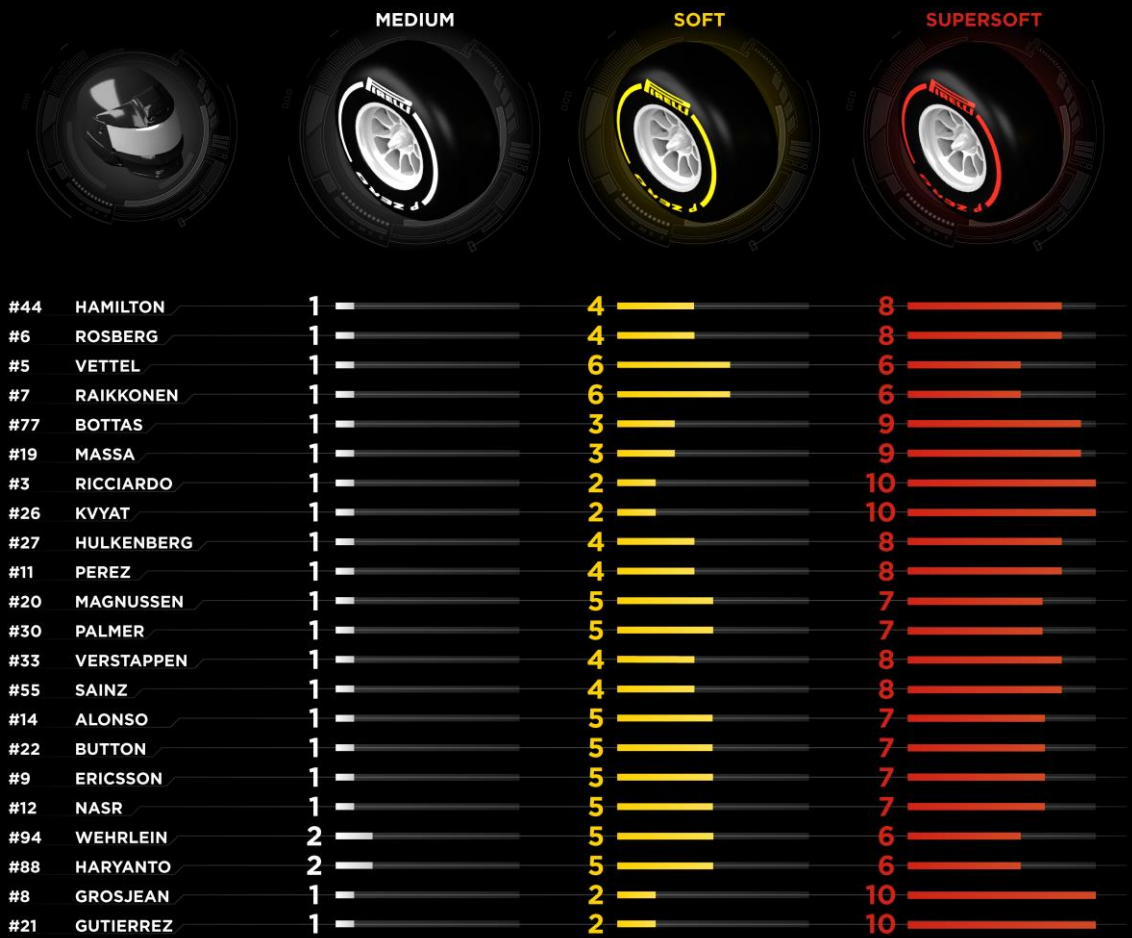 MEDIUM SOFT SUPERSOFT
PIRELLI PIRELLI PIRELLI
P ZERO P ZERO P ZERO
#44 HAMILTON 1 4 8
#6 ROSBERG 1 4 8
#5 VETTEL 1 6 6
#7 RAIKKONEN 1 6 6
#77 BOTTAS 1 3 9
#19 MASSA 1 3 9
#3 RICCIARDO 1 2 10
#26 KVYAT 1 2 10
#27 HULKENBERG 1 4 8
#11 PEREZ 1 4 8
#20 MAGNUSSEN 1 5 7
#30 PALMER 1 5 7
#33 VERSTAPPEN 1 4 8
#55 SAINZ 1 4 8
#14 ALONSO 1 5 7
#22 BUTTON 1 5 7
#9 ERICSSON 1 5 7
#12 NASR 1 5 7
#94 WEHRLEIN 2 5 6
#88 HARYANTO 2 5 6
#8 GROSJEAN 1 2 10
#21 GUTIERREZ 1 2 10